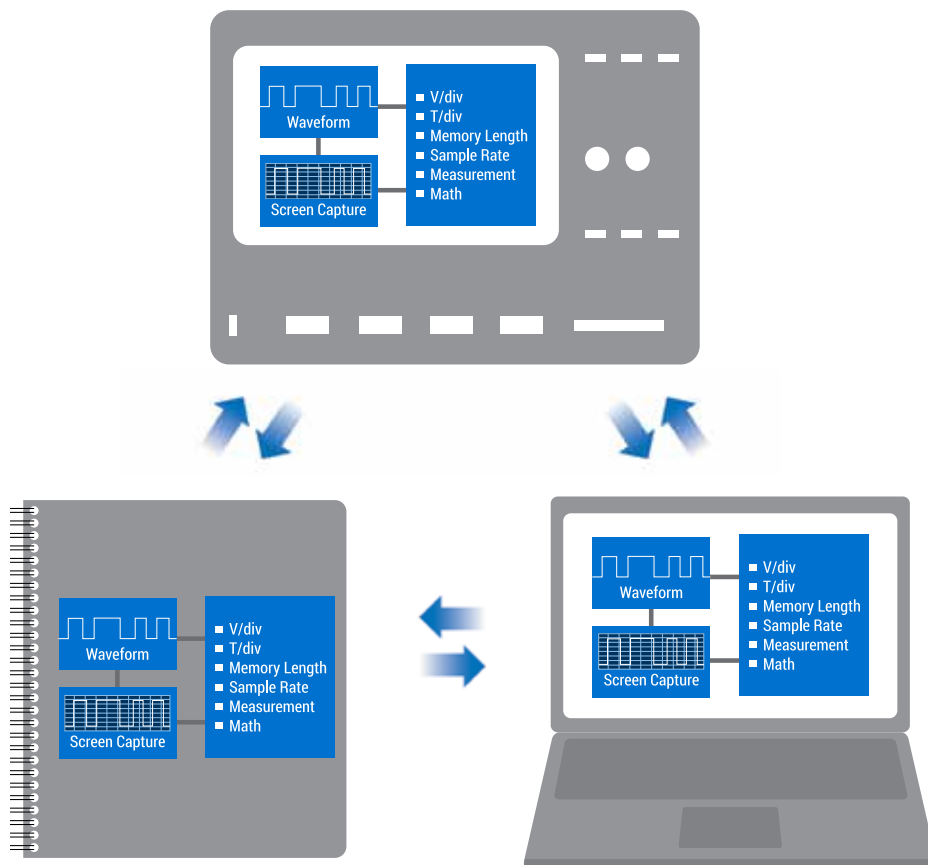 Waveform
Screen Capture
V/div
T/div
Memory Length
Sample Rate
Measurement
Math
Waveform
Screen Capture
V/div
T/div
Memory Length
Sample Rate
Measurement
Math
Waveform
Screen Capture
V/div
T/div
Memory Length
Sample Rate
Measurement
Math